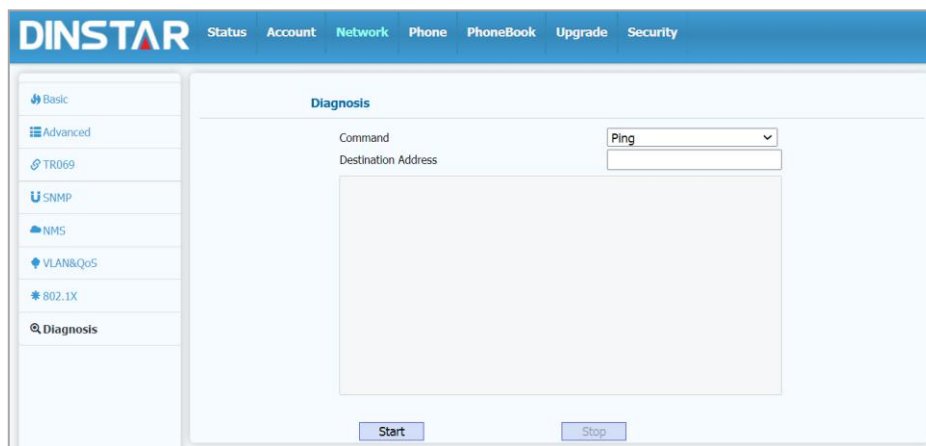 DINSTAR Status Account Network Phone PhoneBook Upgrade Security
Basic
Advanced
TR069
SNMP
NMS
VLAN&QoS
802.1X
Diagnosis
Diagnosis
Command Ping
Destination Address
Start Stop